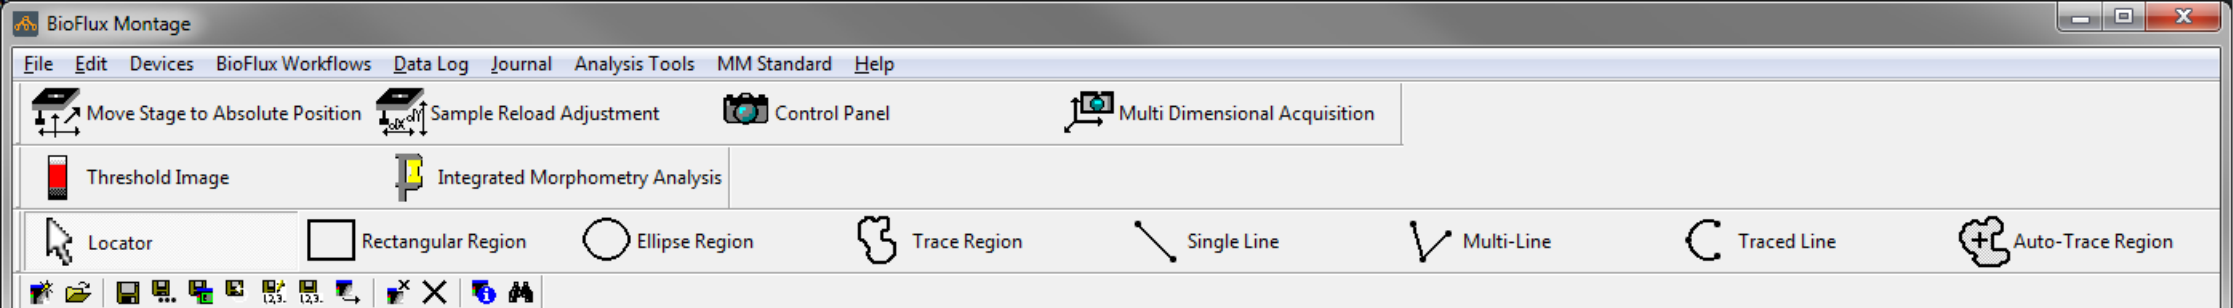 BioFlux Montage
File Edit Devices BioFlux Workflows Data Log Journal Analysis Tools MM Standard Help
Move Stage to Absolute Position Sample Reload Adjustment Control Panel Multi Dimensional Acquisition
Threshold Image Integrated Morphometry Analysis
Locator Rectangular Region Ellipse Region Trace Region Single Line Multi-Line Traced Line Auto-Trace Region